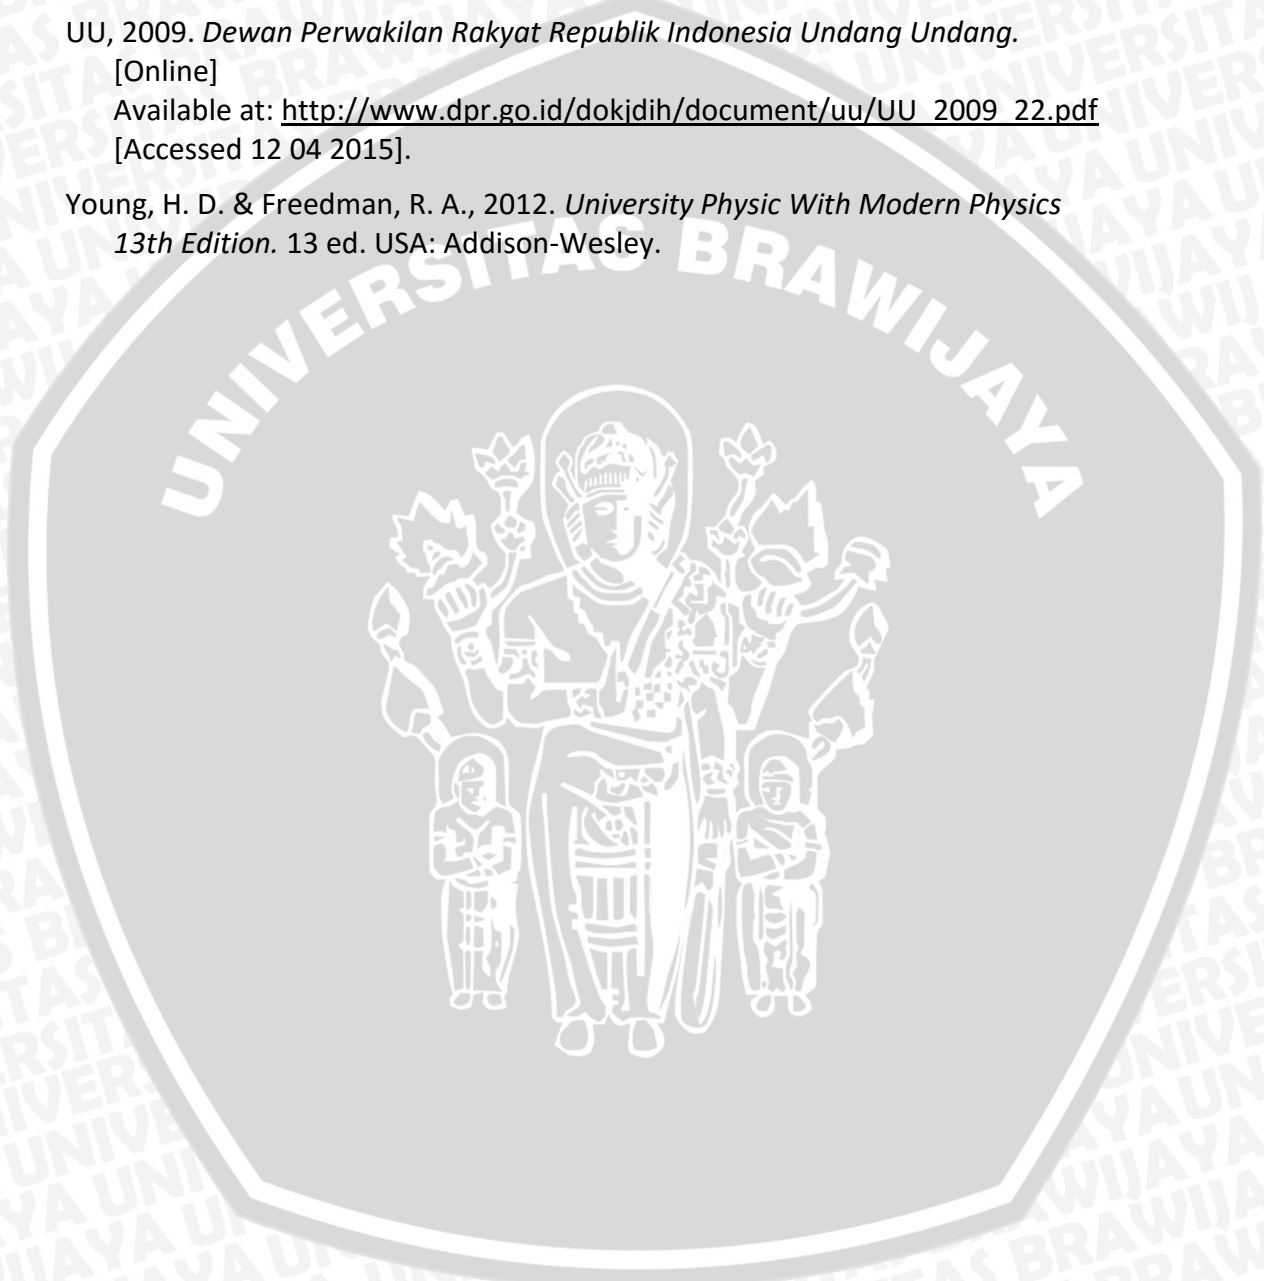 UU, 2009. Dewan Perwakilan Rakyat Republik Indonesia Undang Undang.
[Online]
Available at: http://www.dpr.go.id/dokjdih/document/uu/UU_2009_22.pdf
[Accessed 12 04 2015].
Young, H. D. & Freedman, R. A., 2012. University Physic With Modern Physics
13th Edition. 13 ed. USA: Addison-Wesley.
UNIVERSITAS BRAWIJAYA